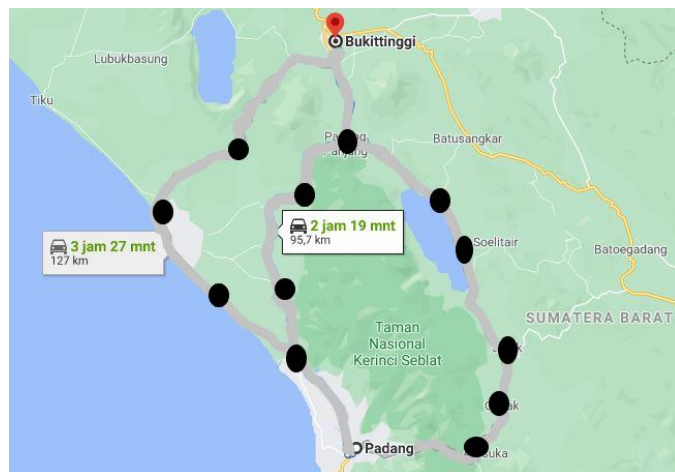 Bukittinggi
Lubukbasung
Tiku
Batusangkar
3 jam 27 mnt
127 km
2 jam 19 mnt
95,7 km
Soelitair
Batoegadang
SUMATERA BARAT
Taman
Nasional
Kerinci Seblat
Padang